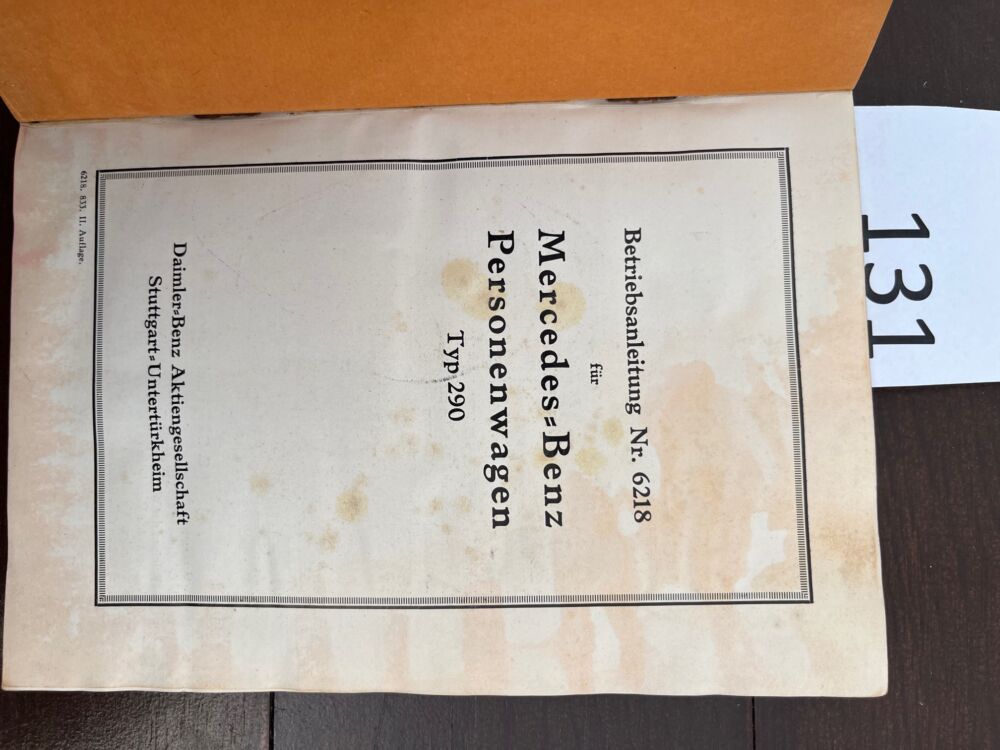 Betriebsanleitung Nr. 6218
für
Mercedes=Benz
Personenwagen
Typ 290
Daimler=Benz Aktiengesellschaft
Stuttgart=Untertürkheim
6218. 833. II. Auflage.
131